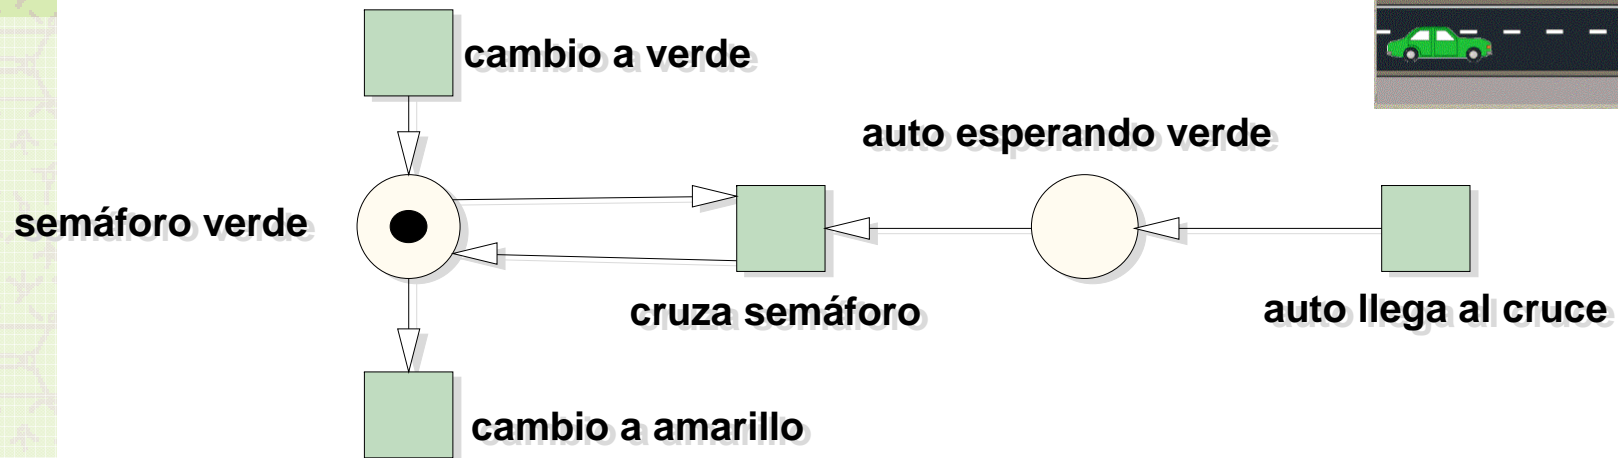 cambio a verde
auto esperando verde
semáforo verde
cruza semáforo
auto llega al cruce
cambio a amarillo